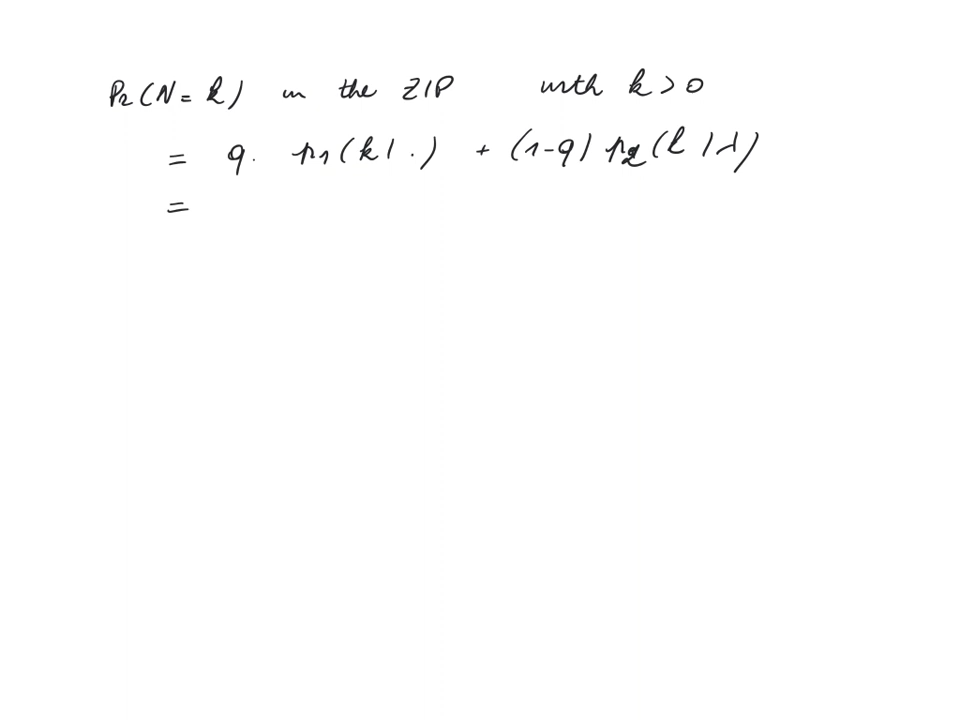 Pr(N = k) in the ZIP with k > 0
= q. p1(k | .) + (1-q) p2(k | λ)
=